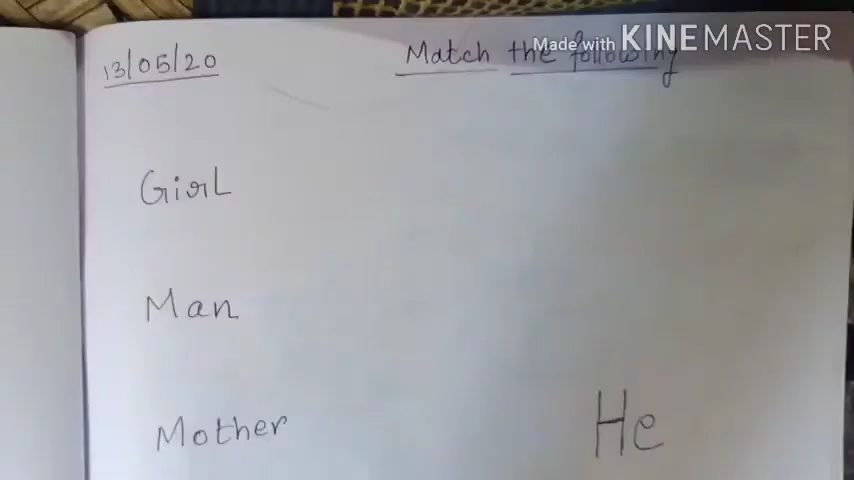 13/05/20 Match the following
Made with KINEMASTER
Girl
Man
Mother He